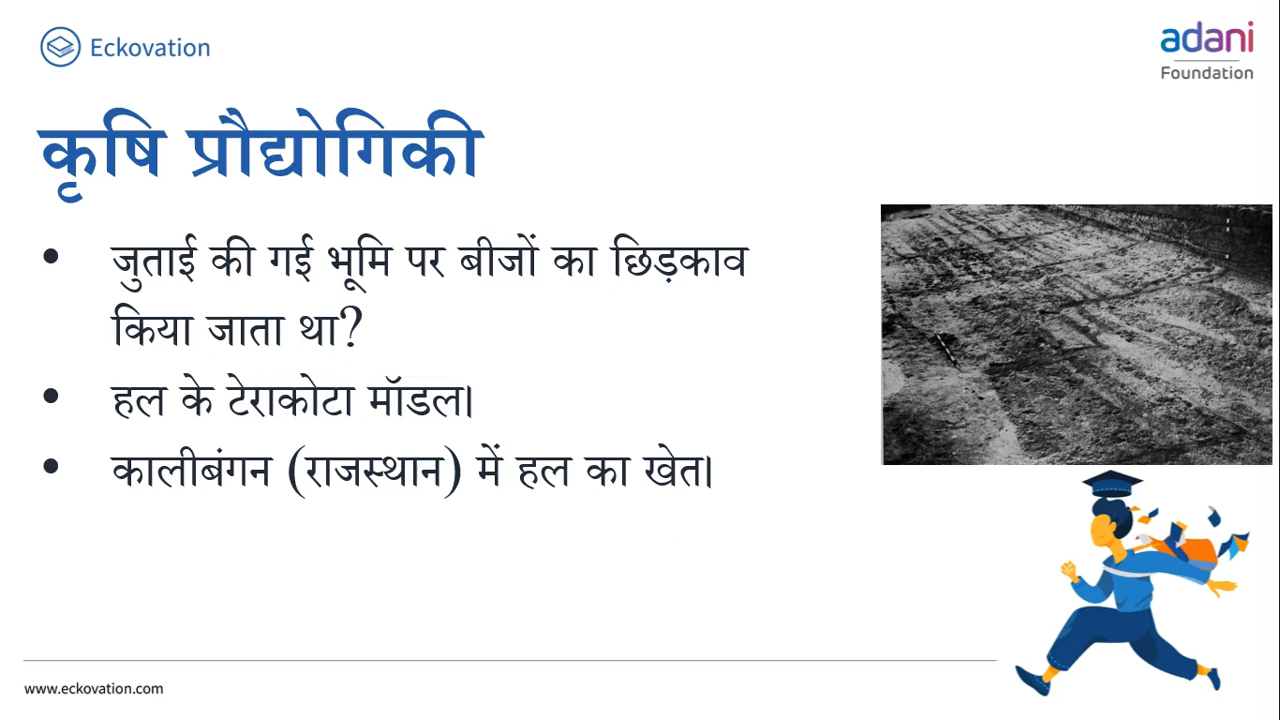 Eckovation
adani
Foundation
कृषि प्रौद्योगिकी
• जुताई की गई भूमि पर बीजों का छिड़काव
किया जाता था?
• हल के टेराकोटा मॉडल।
• कालीबंगन (राजस्थान) में हल का खेत।
www.eckovation.com